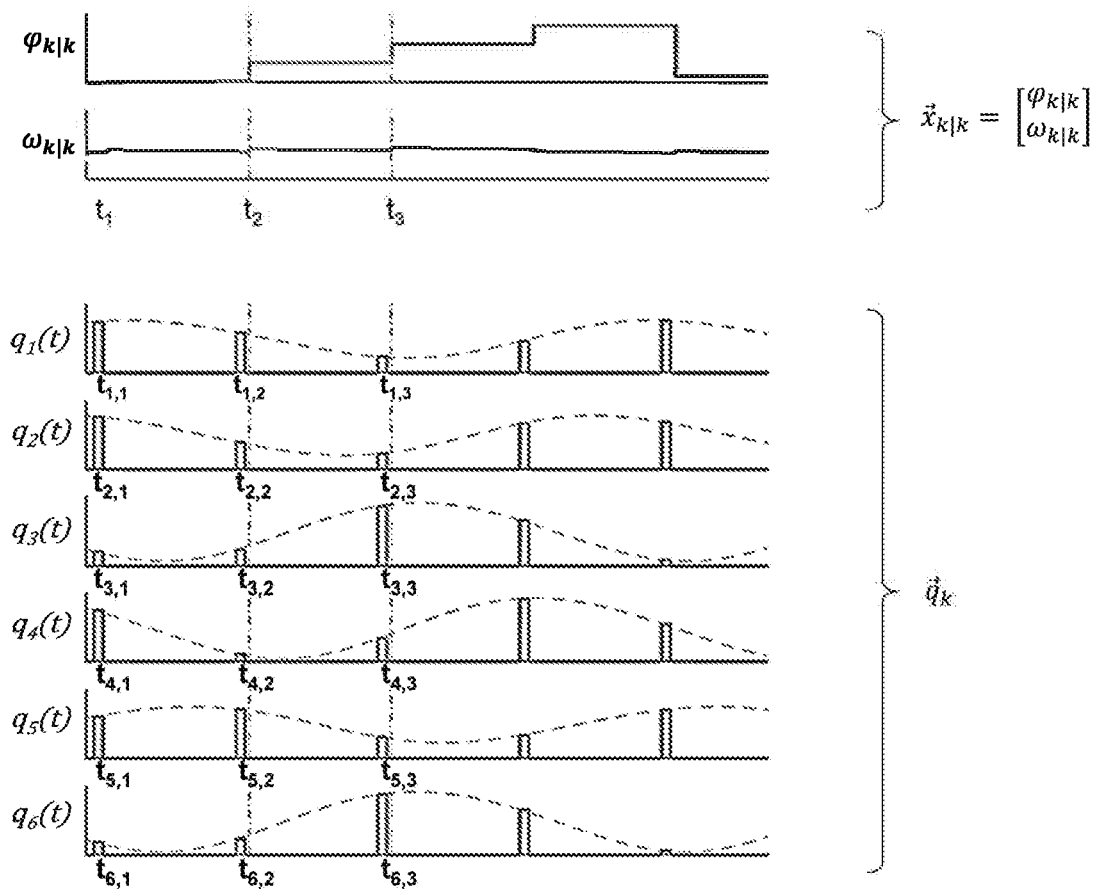 φk|k
ωk|k
x⃗k|k = [φk|k ωk|k]
t1 t2 t3
q1(t)
t1,1 t1,2 t1,3
q2(t)
t2,1 t2,2 t2,3
q3(t)
t3,1 t3,2 t3,3
q⃗k
q4(t)
t4,1 t4,2 t4,3
q5(t)
t5,1 t5,2 t5,3
q6(t)
t6,1 t6,2 t6,3